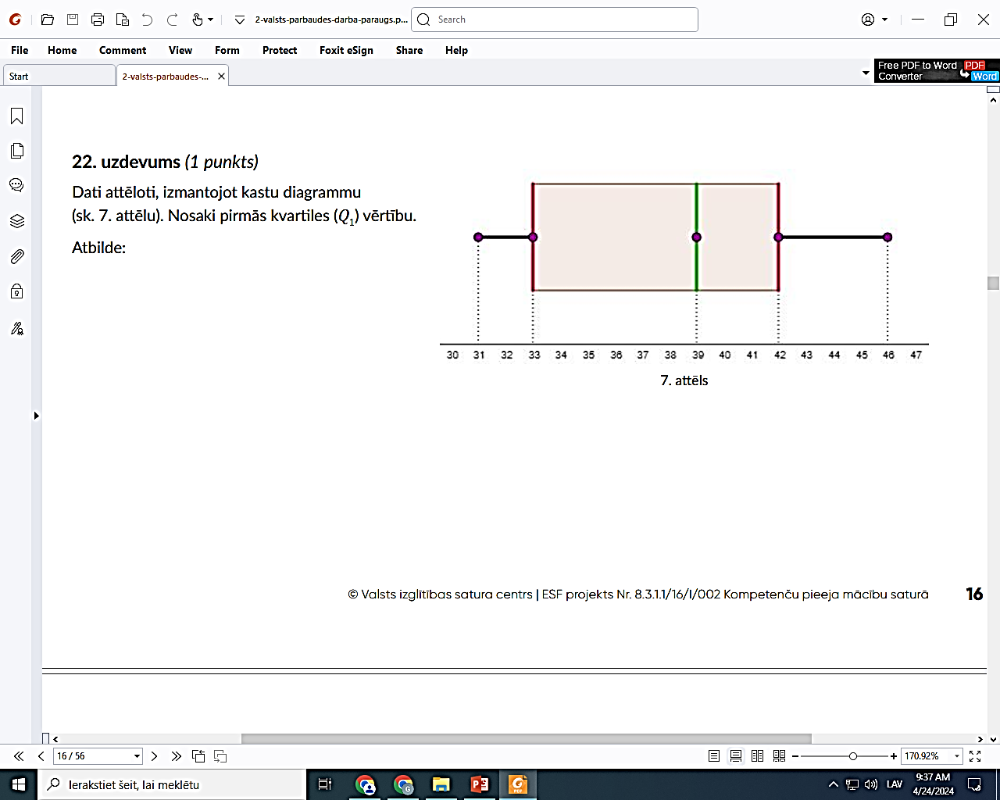 2-valsts-parbaudes-darba-paraugs.p...
Search
File Home Comment View Form Protect Foxit eSign Share Help
Start
2-valsts-parbaudes-...
Free PDF to Word PDF
Converter Word
22. uzdevums (1 punkts)
Dati attēloti, izmantojot kastu diagrammu
(sk. 7. attēlu). Nosaki pirmās kvartiles (Q₁) vērtību.
Atbilde:
30 31 32 33 34 35 36 37 38 39 40 41 42 43 44 45 46 47
7. attēls
© Valsts izglītības satura centrs | ESF projekts Nr. 8.3.1.1/16/I/002 Kompetenču pieeja mācību saturā
16
16 / 56
170.92%
Ierakstiet šeit, lai meklētu
LAV
9:37 AM
4/24/2024